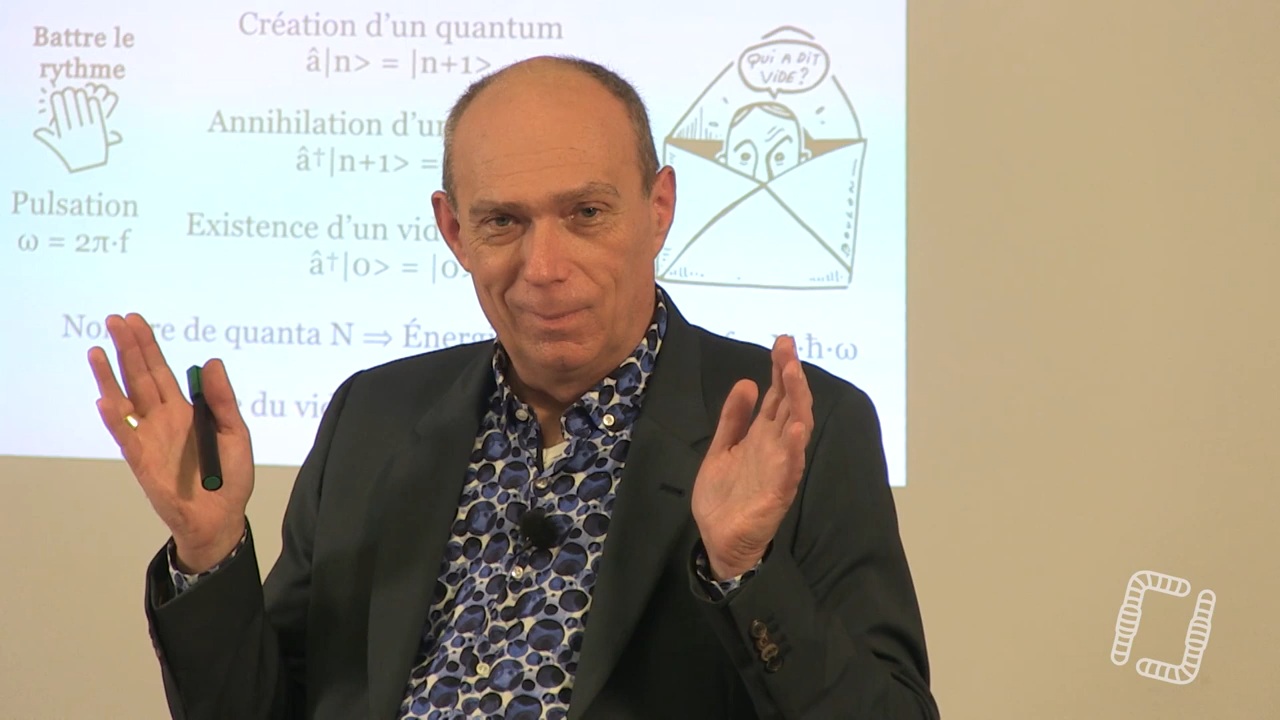 Battre le
rythme
Pulsation
ω = 2π·f
Création d'un quantum
â|n> = |n+1>
Annihilation d'un
â†|n+1> =
Existence d'un vid
â†|0> = |0>
QUI A DIT
VIDE?
de quanta N ⇒ Énerg
·ħ·ω
du vid